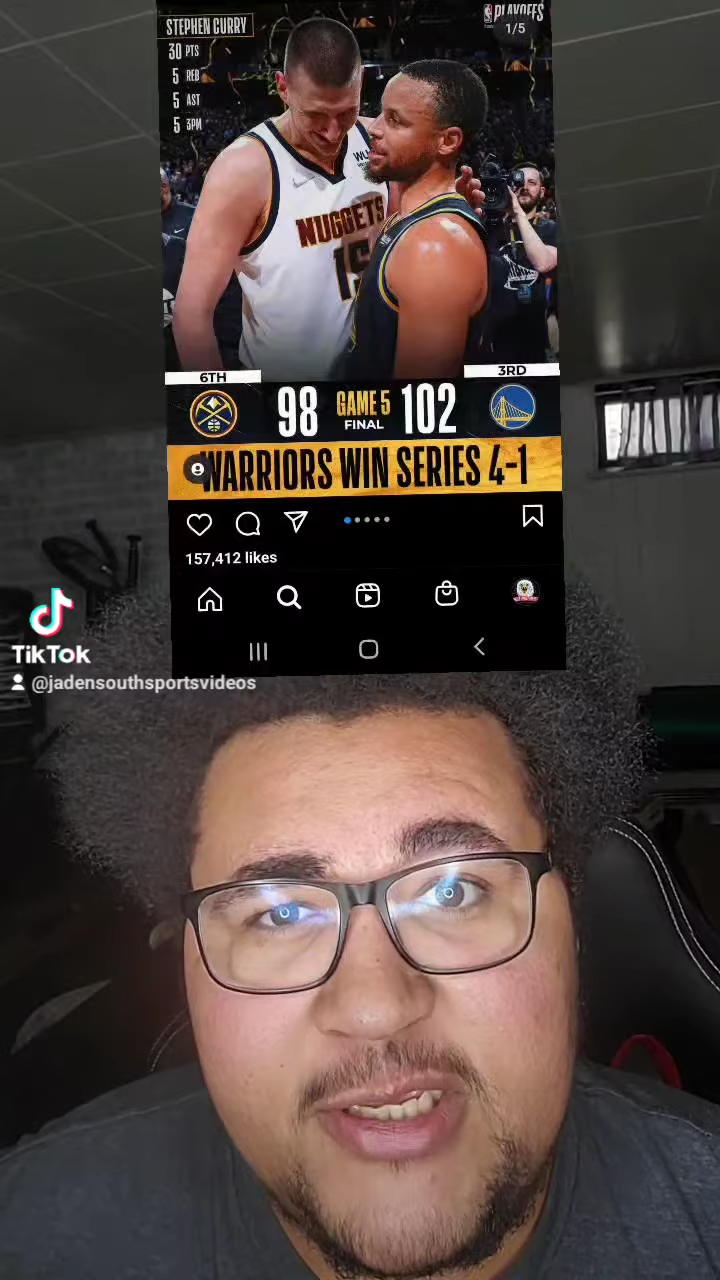 STEPHEN CURRY
30 PTS
5 REB
5 AST
5 3PM
PLAYOFFS
1/5
NUGGETS
15
6TH
3RD
98
GAME 5
FINAL
102
WARRIORS WIN SERIES 4-1
157,412 likes
TikTok
@jadensouthsportsvideos